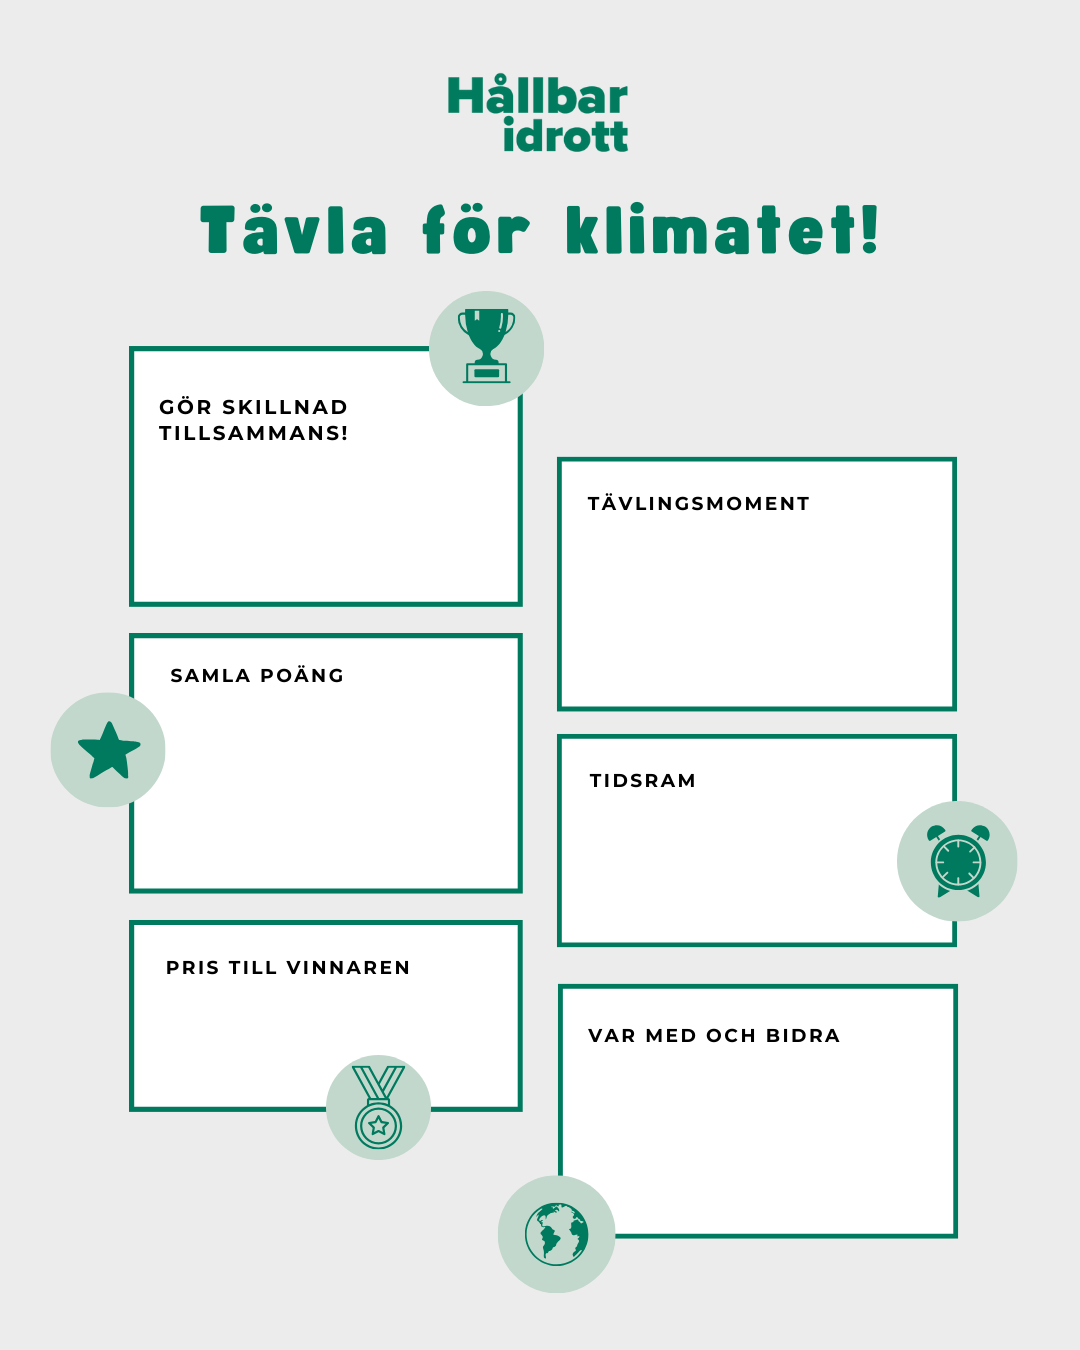 Hållbar
idrott
Tävla för klimatet!
GÖR SKILLNAD
TILLSAMMANS!
TÄVLINGSMOMENT
SAMLA POÄNG
TIDSRAM
PRIS TILL VINNAREN
VAR MED OCH BIDRA